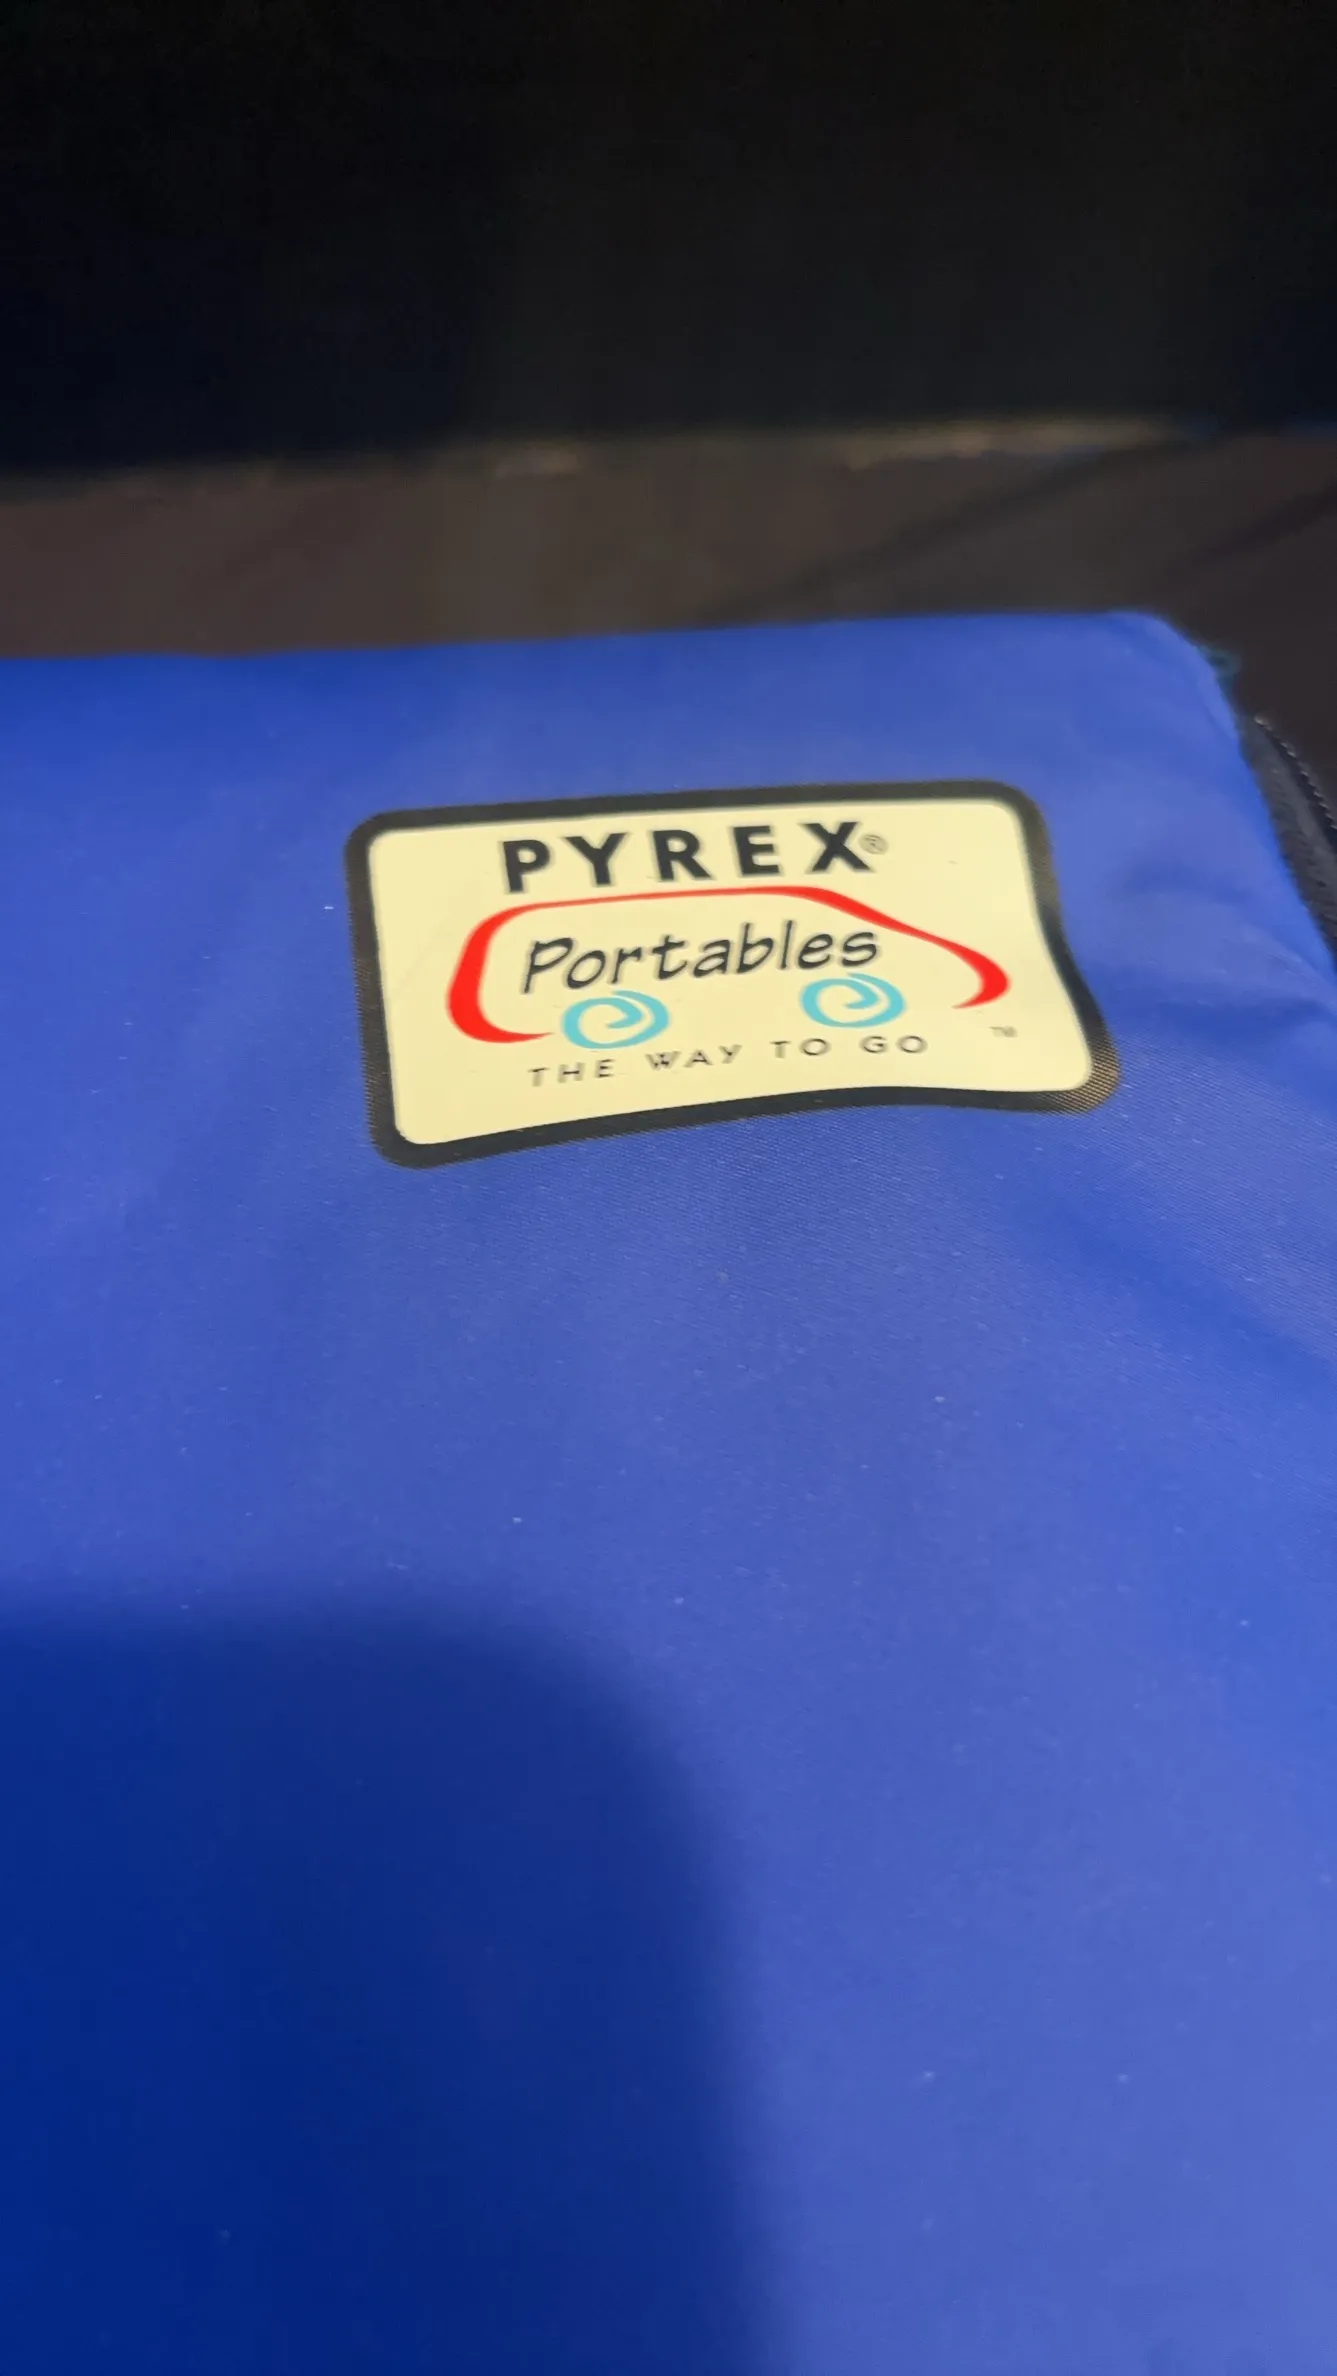 PYREX®
Portables
THE WAY TO GO ™